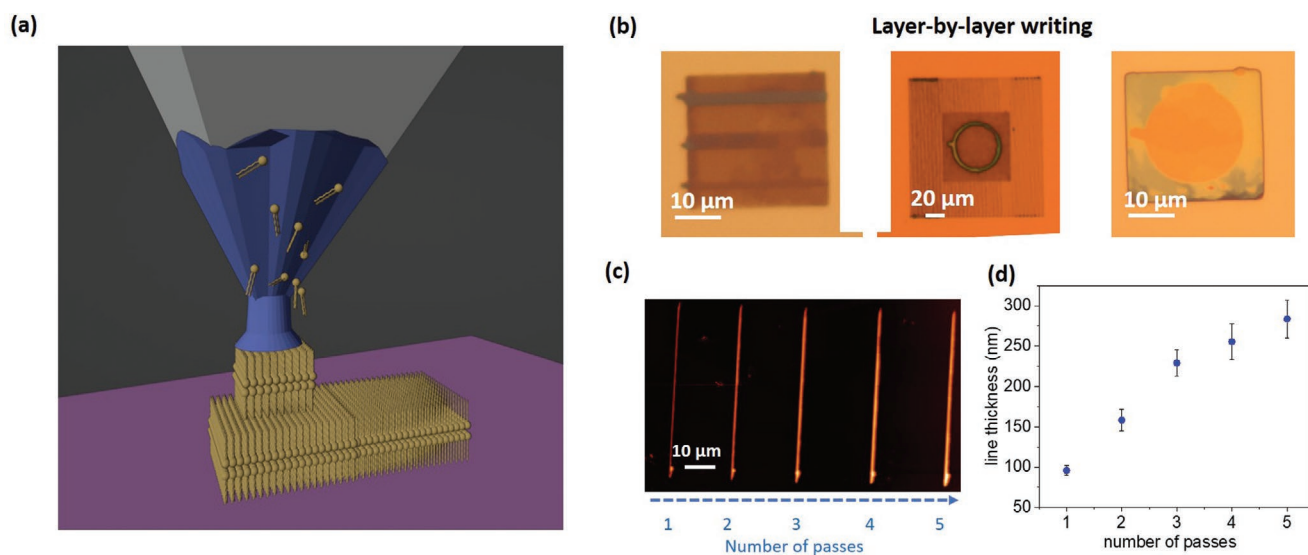 (a)
(b)
Layer-by-layer writing
10 µm
20 µm
10 µm
(c)
10 µm
1 2 3 4 5
Number of passes
(d)
line thickness (nm)
300
250
200
150
100
50
1 2 3 4 5
number of passes